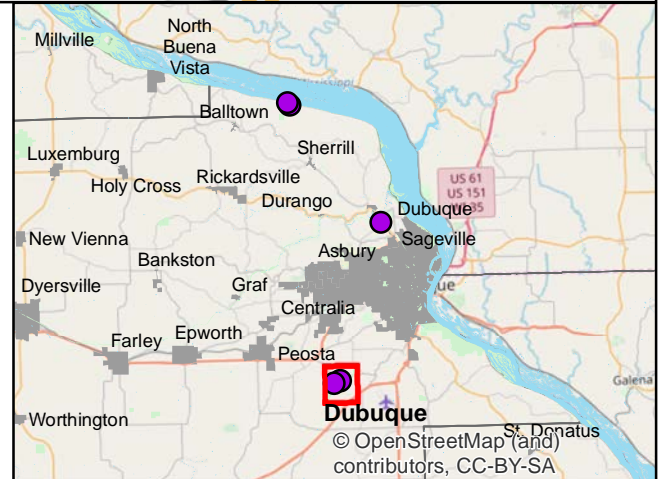 Millville
North
Buena
Vista
Balltown
Sherrill
Luxemburg
Holy Cross
Rickardsville
Durango
US 61
US 151
Dubuque
Sageville
New Vienna
Asbury
Bankston
Dyersville
Graf
Centralia
Farley
Epworth
Peosta
Galena
Worthington
Dubuque
St. Donatus
© OpenStreetMap (and)
contributors, CC-BY-SA